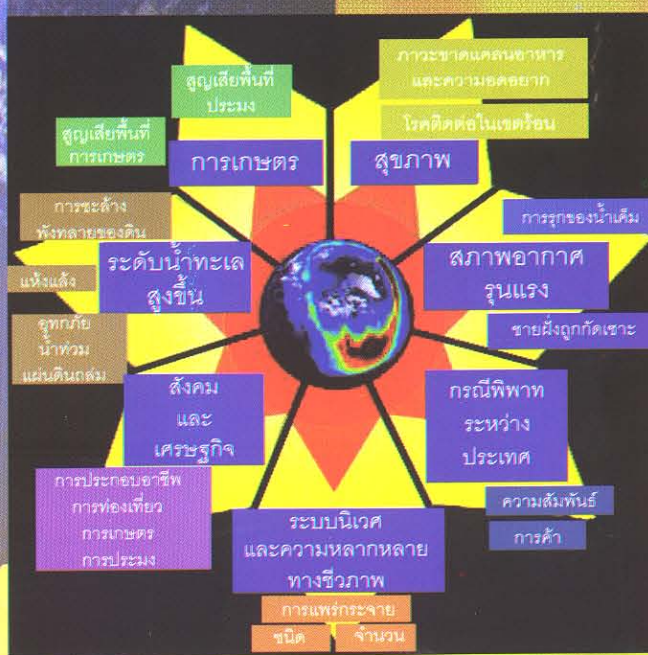 ภาวะขาดแคลนอาหาร
และความอดอยาก
สูญเสียพื้นที่
ประมง
โรคติดต่อในเขตร้อน
สูญเสียพื้นที่
การเกษตร
การเกษตร
สุขภาพ
การชะล้าง
พังทลายของดิน
การรุกของน้ำเค็ม
ระดับน้ำทะเล
สูงขึ้น
สภาพอากาศ
รุนแรง
แห้งแล้ง
อุทกภัย
น้ำท่วม
แผ่นดินถล่ม
ชายฝั่งถูกกัดเซาะ
สังคม
และ
เศรษฐกิจ
กรณีพิพาท
ระหว่าง
ประเทศ
การประกอบอาชีพ
การท่องเที่ยว
การเกษตร
การประมง
ความสัมพันธ์
การค้า
ระบบนิเวศ
และความหลากหลาย
ทางชีวภาพ
การแพร่กระจาย
ชนิด
จำนวน